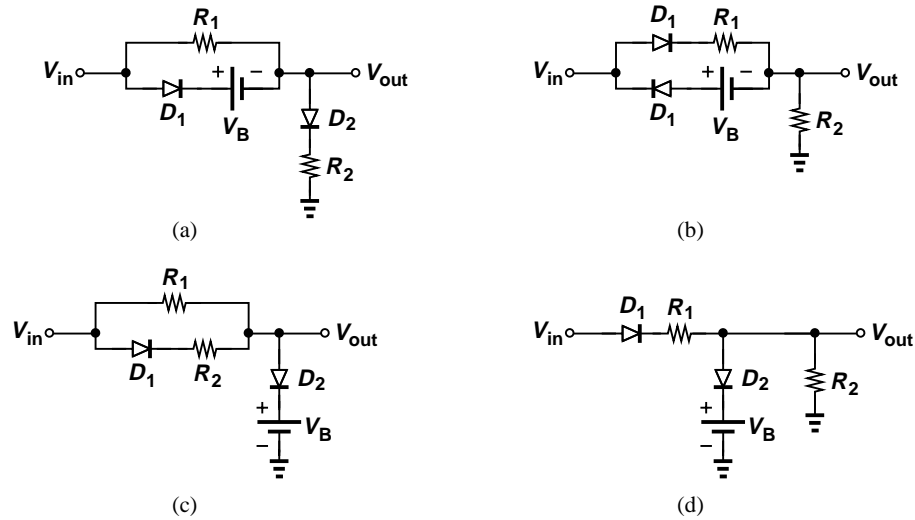 R1
Vin
+ −
Vout
D1
VB
D2
R2
(a)
D1 R1
Vin
+ −
Vout
D1
VB
R2
(b)
R1
Vin
Vout
D1 R2
D2
+
VB
−
(c)
D1 R1
Vin
Vout
D2
R2
+
VB
−
(d)